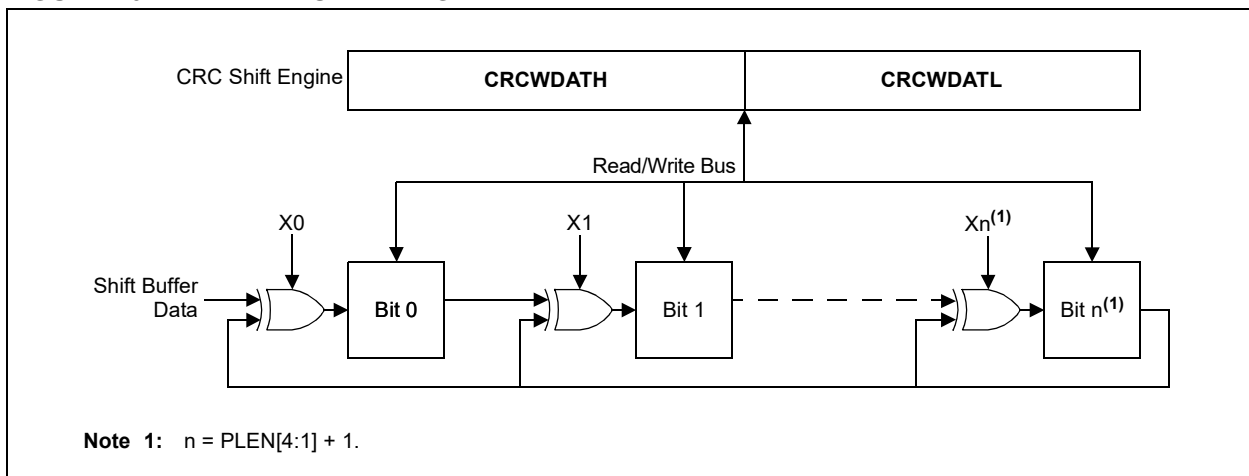 CRC Shift Engine
CRCWDATH
CRCWDATL
Read/Write Bus
X0
X1
Xn(1)
Shift Buffer
Data
Bit 0
Bit 1
Bit n(1)
Note 1: n = PLEN[4:1] + 1.